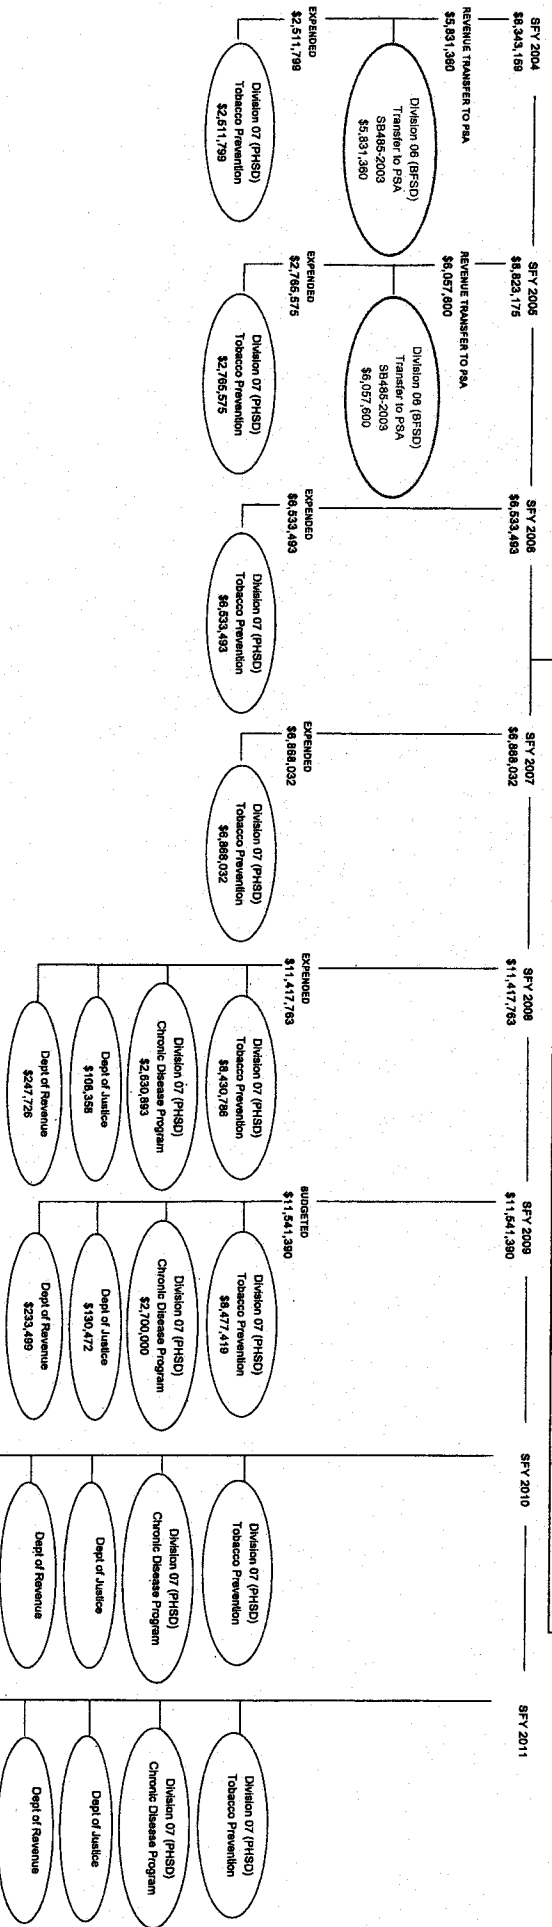 SFY 2004
$8,343,159
REVENUE TRANSFER TO PSA
$5,831,360
Division 06 (BFSD)
Transfer to PSA
SB485-2003
$5,831,360
EXPENDED
$2,511,799
Division 07 (PHSD)
Tobacco Prevention
$2,511,799
SFY 2005
$8,823,175
REVENUE TRANSFER TO PSA
$6,057,600
Division 06 (BFSD)
Transfer to PSA
SB485-2003
$6,057,600
EXPENDED
$2,765,575
Division 07 (PHSD)
Tobacco Prevention
$2,765,575
SFY 2006
$6,533,493
EXPENDED
$6,533,493
Division 07 (PHSD)
Tobacco Prevention
$6,533,493
SFY 2007
$6,868,032
EXPENDED
$6,868,032
Division 07 (PHSD)
Tobacco Prevention
$6,868,032
SFY 2008
$11,417,763
EXPENDED
$11,417,763
Division 07 (PHSD)
Tobacco Prevention
$8,430,786
Division 07 (PHSD)
Chronic Disease Program
$2,630,893
Dept of Justice
$108,358
Dept of Revenue
$247,726
SFY 2009
$11,541,390
BUDGETED
$11,541,390
Division 07 (PHSD)
Tobacco Prevention
$8,477,419
Division 07 (PHSD)
Chronic Disease Program
$2,700,000
Dept of Justice
$130,472
Dept of Revenue
$233,499
SFY 2010
Division 07 (PHSD)
Tobacco Prevention
Division 07 (PHSD)
Chronic Disease Program
Dept of Justice
Dept of Revenue
SFY 2011
Division 07 (PHSD)
Tobacco Prevention
Division 07 (PHSD)
Chronic Disease Program
Dept of Justice
Dept of Revenue